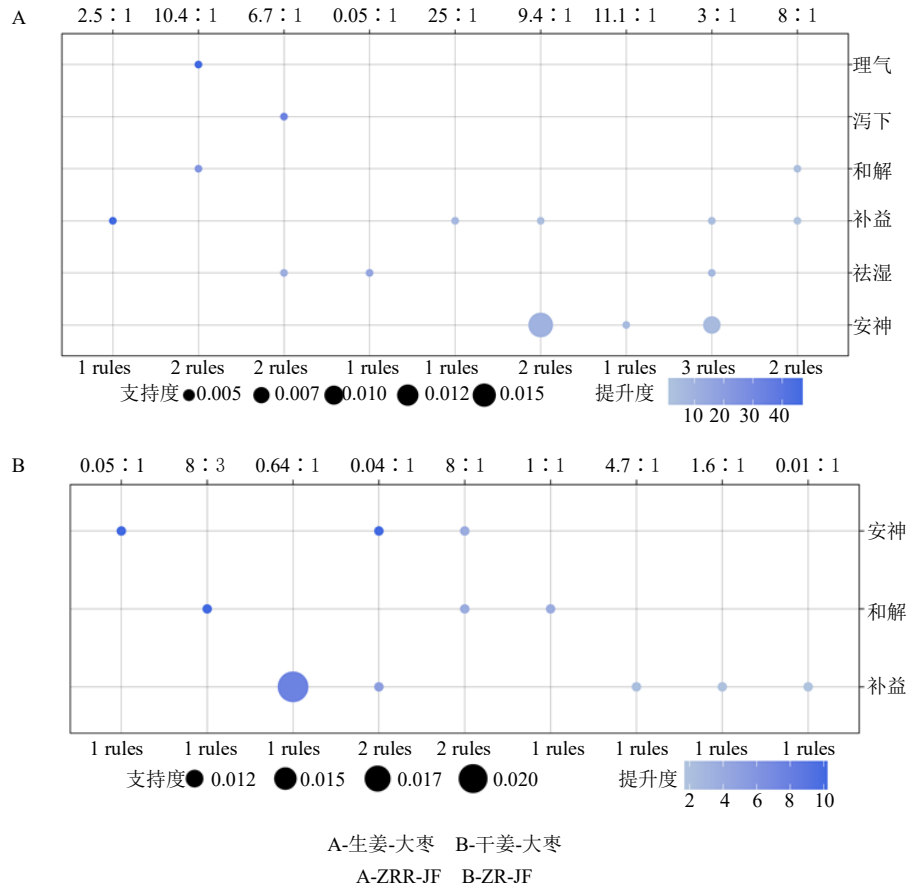 A
2.5∶1 10.4∶1 6.7∶1 0.05∶1 25∶1 9.4∶1 11.1∶1 3∶1 8∶1
理气
泻下
和解
补益
祛湿
安神
1 rules 2 rules 2 rules 1 rules 1 rules 2 rules 1 rules 3 rules 2 rules
支持度 0.005 0.007 0.010 0.012 0.015 提升度
10 20 30 40
B
0.05∶1 8∶3 0.64∶1 0.04∶1 8∶1 1∶1 4.7∶1 1.6∶1 0.01∶1
安神
和解
补益
1 rules 1 rules 1 rules 2 rules 2 rules 1 rules 1 rules 1 rules 1 rules
支持度 0.012 0.015 0.017 0.020 提升度
2 4 6 8 10
A-生姜-大枣 B-干姜-大枣
A-ZRR-JF B-ZR-JF